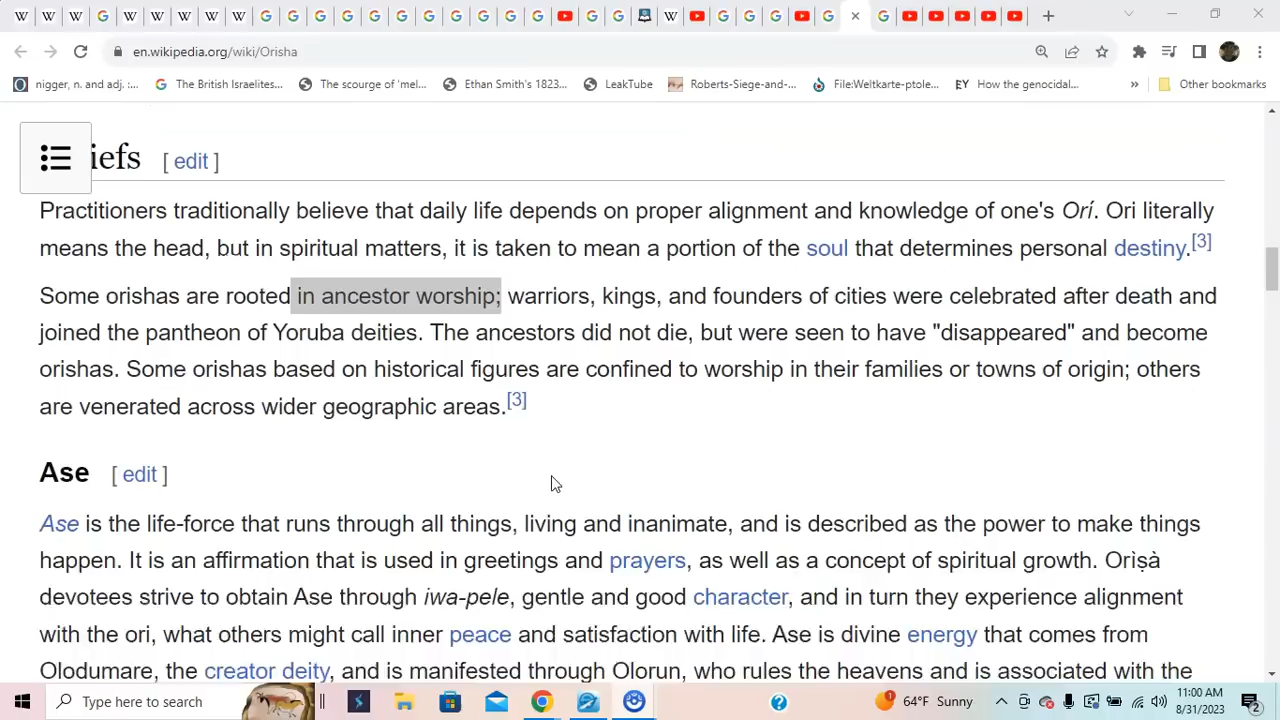 en.wikipedia.org/wiki/Orisha
nigger, n. and adj. :...
The British Israelites...
The scourge of 'mel...
Ethan Smith's 1823...
LeakTube
Roberts-Siege-and-...
File:Weltkarte-ptole...
EY
How the genocidal...
»
Other bookmarks
iefs [ edit ]
Practitioners traditionally believe that daily life depends on proper alignment and knowledge of one's Orí. Ori literally
means the head, but in spiritual matters, it is taken to mean a portion of the soul that determines personal destiny.[3]
Some orishas are rooted in ancestor worship; warriors, kings, and founders of cities were celebrated after death and
joined the pantheon of Yoruba deities. The ancestors did not die, but were seen to have "disappeared" and become
orishas. Some orishas based on historical figures are confined to worship in their families or towns of origin; others
are venerated across wider geographic areas.[3]
Ase [ edit ]
Ase is the life-force that runs through all things, living and inanimate, and is described as the power to make things
happen. It is an affirmation that is used in greetings and prayers, as well as a concept of spiritual growth. Orìṣà
devotees strive to obtain Ase through iwa-pele, gentle and good character, and in turn they experience alignment
with the ori, what others might call inner peace and satisfaction with life. Ase is divine energy that comes from
Olodumare, the creator deity, and is manifested through Olorun, who rules the heavens and is associated with the
Type here to search
64°F Sunny
11:00 AM
8/31/2023
2